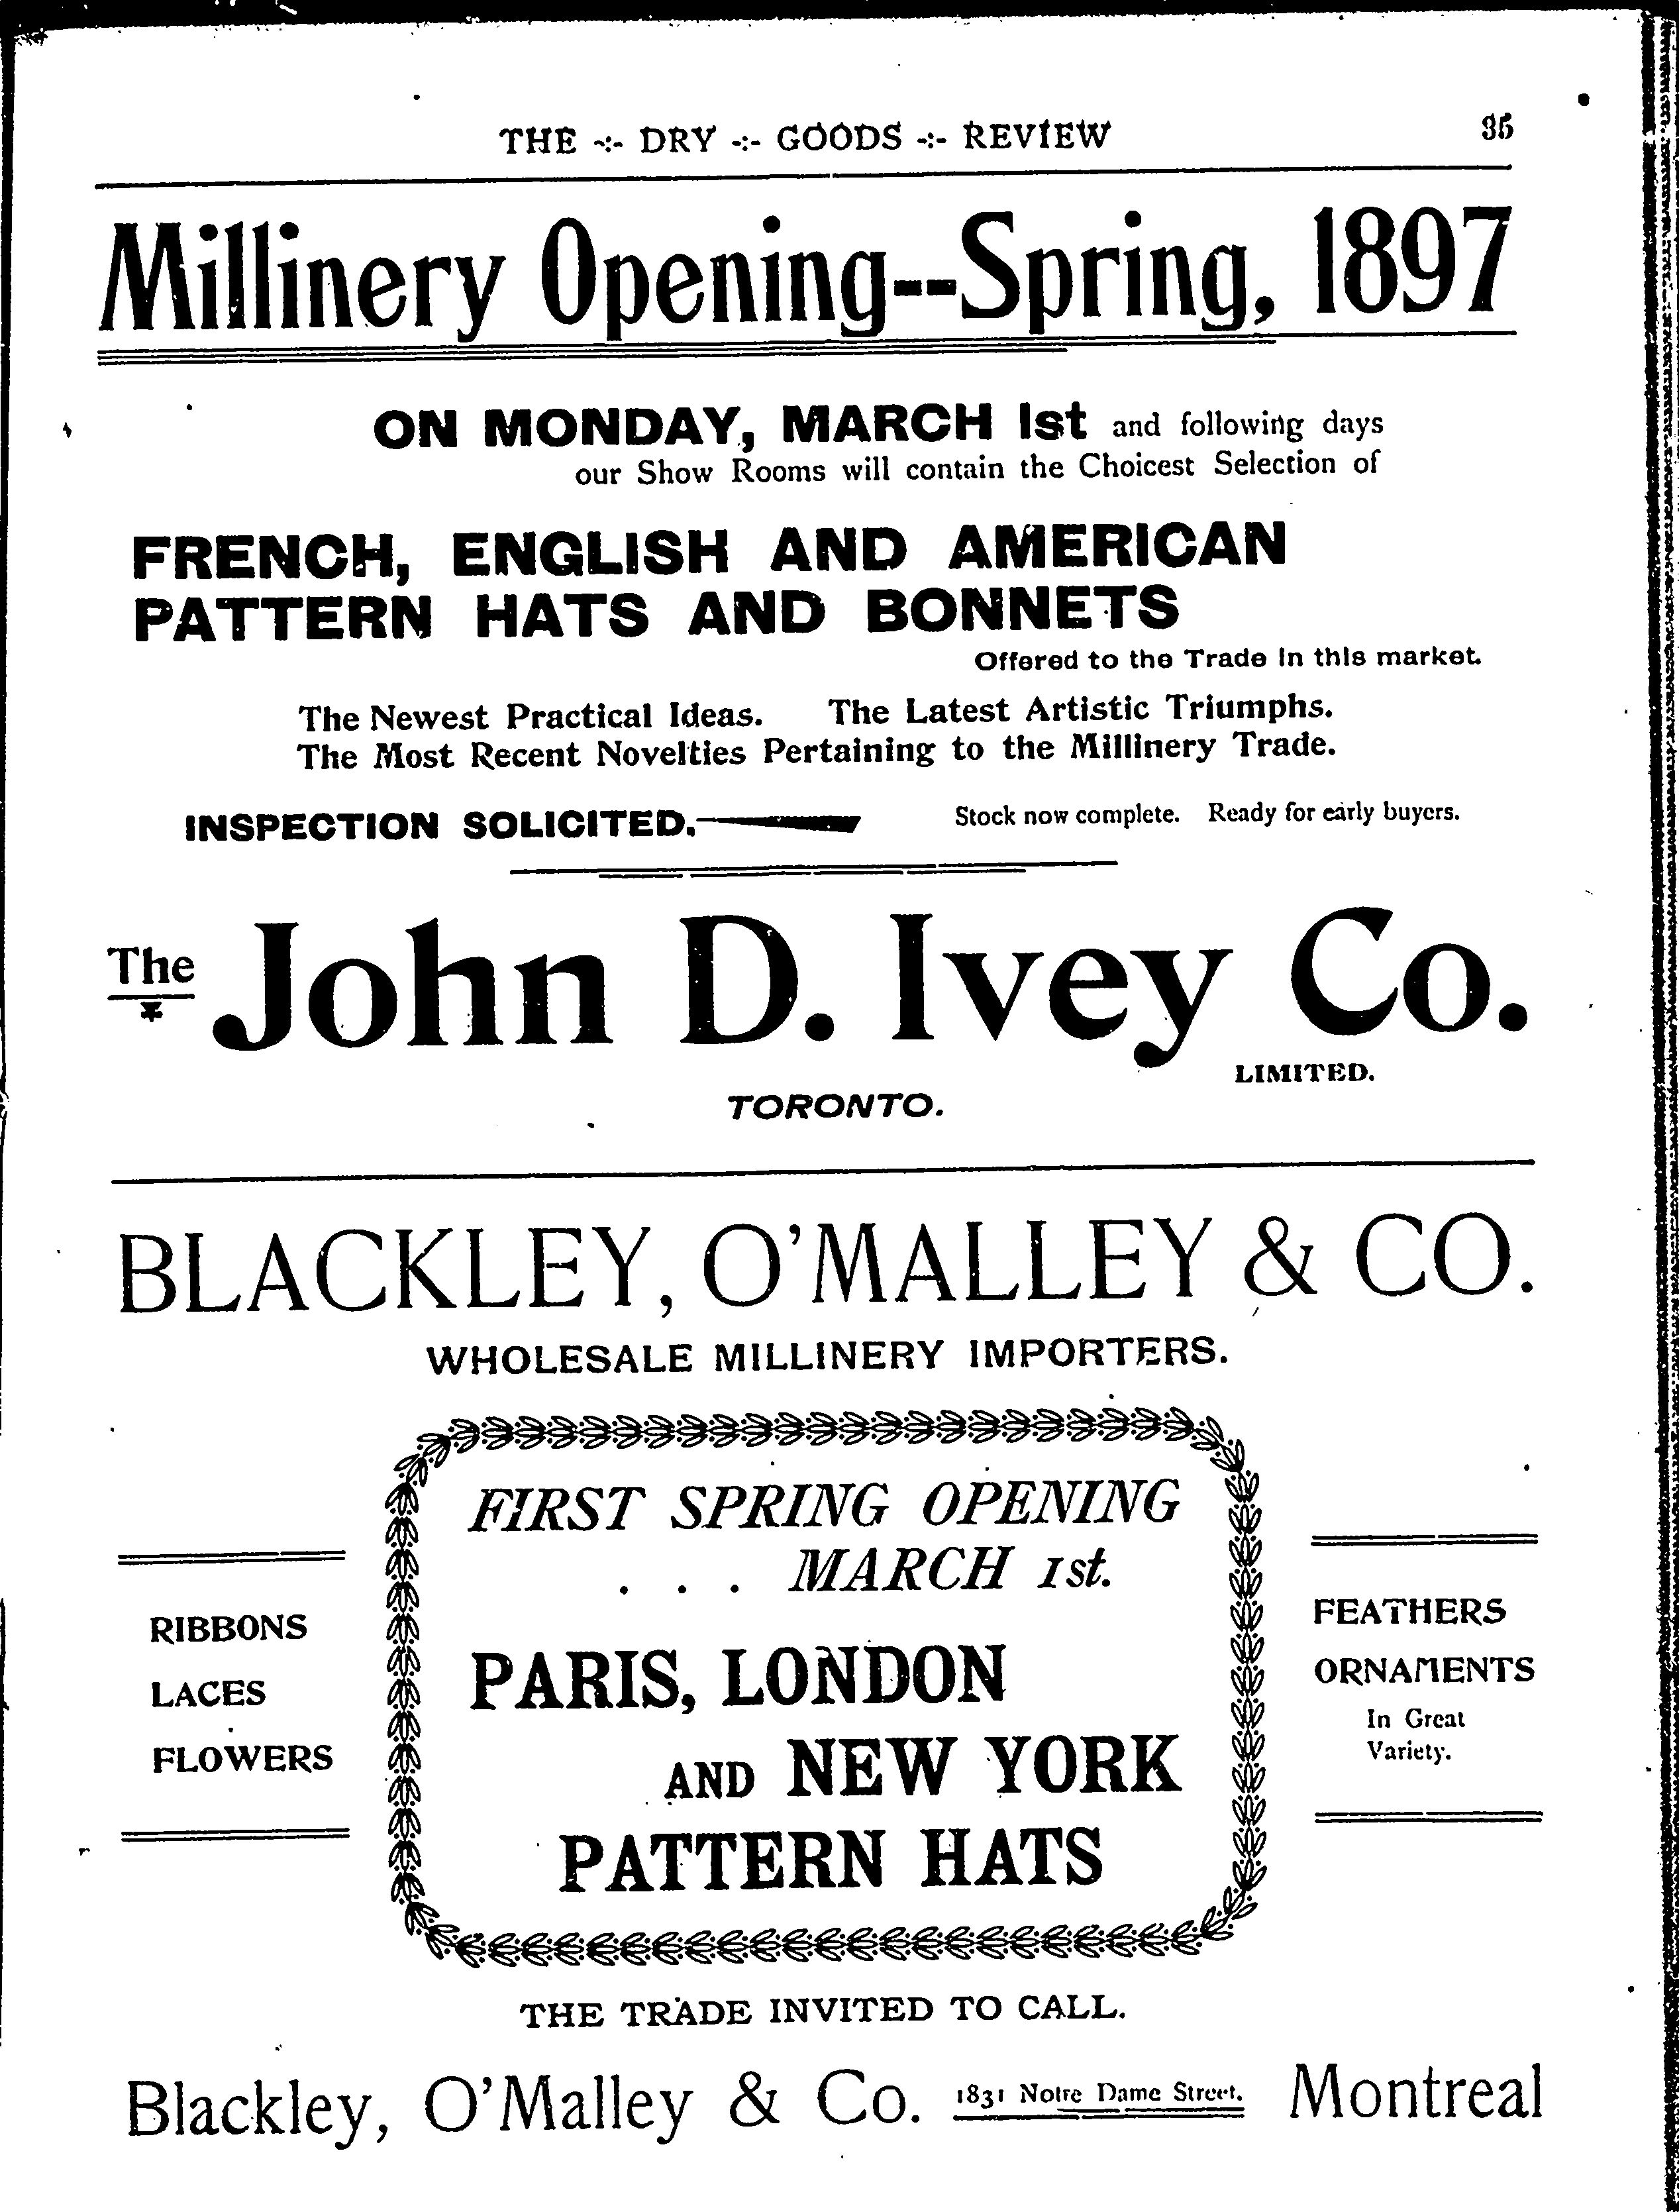 THE -:- DRY -:- GOODS -:- REVIEW 35
Millinery Opening--Spring, 1897
ON MONDAY, MARCH 1st and following days
our Show Rooms will contain the Choicest Selection of
FRENCH, ENGLISH AND AMERICAN
PATTERN HATS AND BONNETS
Offered to the Trade in this market.
The Newest Practical Ideas. The Latest Artistic Triumphs.
The Most Recent Novelties Pertaining to the Millinery Trade.
INSPECTION SOLICITED. Stock now complete. Ready for early buyers.
The John D. Ivey Co.
LIMITED.
TORONTO.
BLACKLEY, O'MALLEY & CO.
WHOLESALE MILLINERY IMPORTERS.
FIRST SPRING OPENING
. . . MARCH 1st.
PARIS, LONDON
AND NEW YORK
PATTERN HATS
RIBBONS
LACES
FLOWERS
FEATHERS
ORNAMENTS
In Great
Variety.
THE TRADE INVITED TO CALL.
Blackley, O'Malley & Co. 1831 Notre Dame Street. Montreal